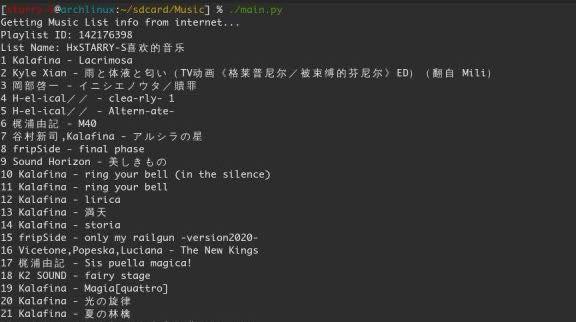 [starry-s@archlinux:~/sdcard/Music] % ./main.py
Getting Music List info from internet...
Playlist ID: 142176398
List Name: HxSTARRY-S喜欢的音乐
1 Kalafina - Lacrimosa
2 Kyle Xian - 雨と体液と匂い（TV动画《格莱普尼尔／被束缚的芬尼尔》ED）（翻自 Mili）
3 岡部啓一 - イニシエノウタ／贖罪
4 H-el-ical／／ - clea-rly- 1
5 H-el-ical／／ - Altern-ate-
6 梶浦由記 - M40
7 谷村新司,Kalafina - アルシラの星
8 fripSide - final phase
9 Sound Horizon - 美しきもの
10 Kalafina - ring your bell (in the silence)
11 Kalafina - ring your bell
12 Kalafina - lirica
13 Kalafina - 満天
14 Kalafina - storia
15 fripSide - only my railgun -version2020-
16 Vicetone,Popeska,Luciana - The New Kings
17 梶浦由記 - Sis puella magica!
18 K2 SOUND - fairy stage
19 Kalafina - Magia[quattro]
20 Kalafina - 光の旋律
21 Kalafina - 夏の林檎